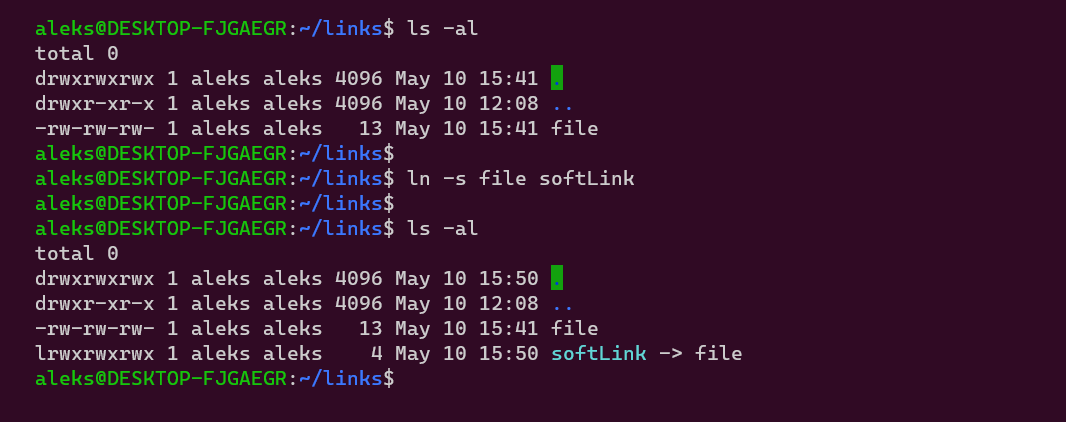 aleks@DESKTOP-FJGAEGR:~/links$ ls -al
total 0
drwxrwxrwx 1 aleks aleks 4096 May 10 15:41 .
drwxr-xr-x 1 aleks aleks 4096 May 10 12:08 ..
-rw-rw-rw- 1 aleks aleks   13 May 10 15:41 file
aleks@DESKTOP-FJGAEGR:~/links$
aleks@DESKTOP-FJGAEGR:~/links$ ln -s file softLink
aleks@DESKTOP-FJGAEGR:~/links$
aleks@DESKTOP-FJGAEGR:~/links$ ls -al
total 0
drwxrwxrwx 1 aleks aleks 4096 May 10 15:50 .
drwxr-xr-x 1 aleks aleks 4096 May 10 12:08 ..
-rw-rw-rw- 1 aleks aleks   13 May 10 15:41 file
lrwxrwxrwx 1 aleks aleks    4 May 10 15:50 softLink -> file
aleks@DESKTOP-FJGAEGR:~/links$